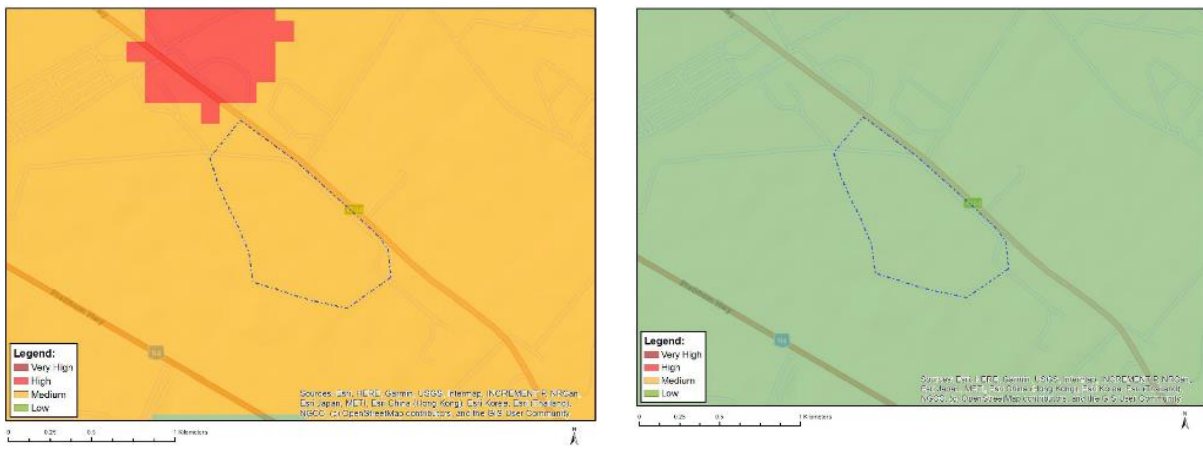 Legend:
Very High
High
Medium
Low
Sources: Esri, HERE, Garmin, USGS, Intermap, INCREMENT P, NRCan,
Esri Japan, METI, Esri China (Hong Kong), Esri Korea, Esri (Thailand),
NGCC, (c) OpenStreetMap contributors, and the GIS User Community
0 0.25 0.5 1 Kilometers
N
Legend:
Very High
High
Medium
Low
Sources: Esri, HERE, Garmin, USGS, Intermap, INCREMENT P, NRCan,
Esri Japan, METI, Esri China (Hong Kong), Esri Korea, Esri (Thailand),
NGCC, (c) OpenStreetMap contributors, and the GIS User Community
0 0.25 0.5 1 Kilometers
N